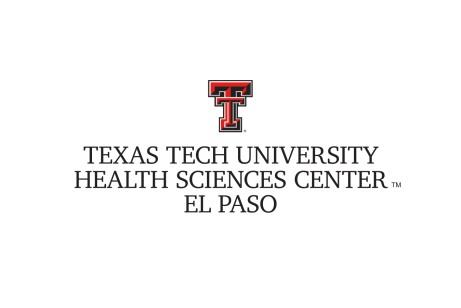 TEXAS TECH UNIVERSITY
HEALTH SCIENCES CENTER™
EL PASO